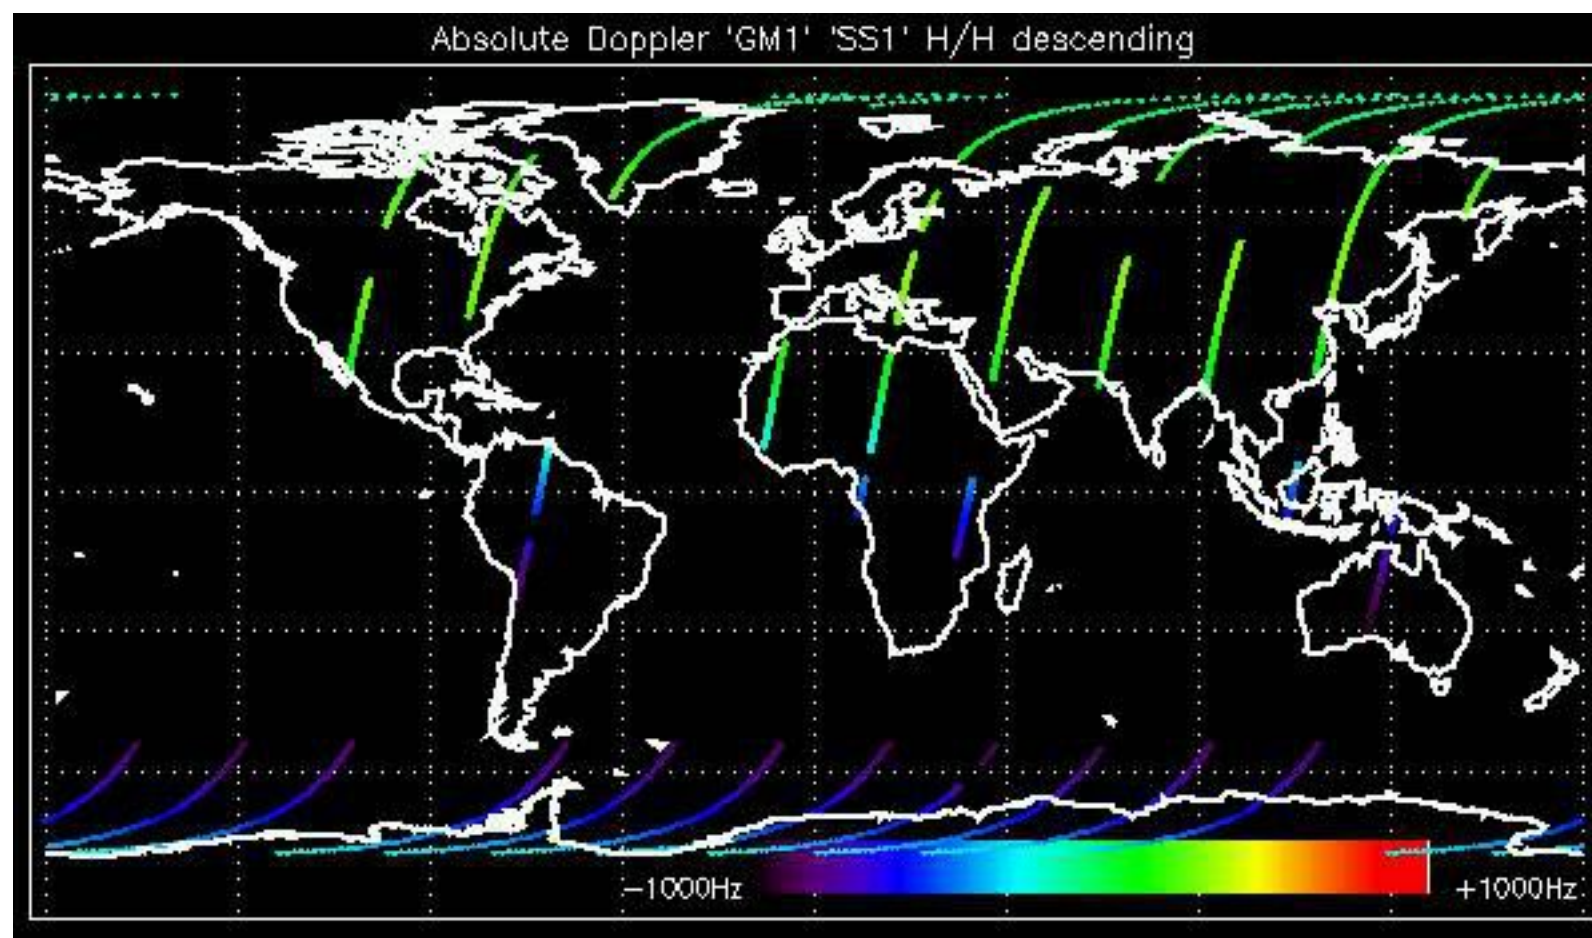 Absolute Doppler 'GM1' 'SS1' H/H descending
-1000Hz
+1000Hz